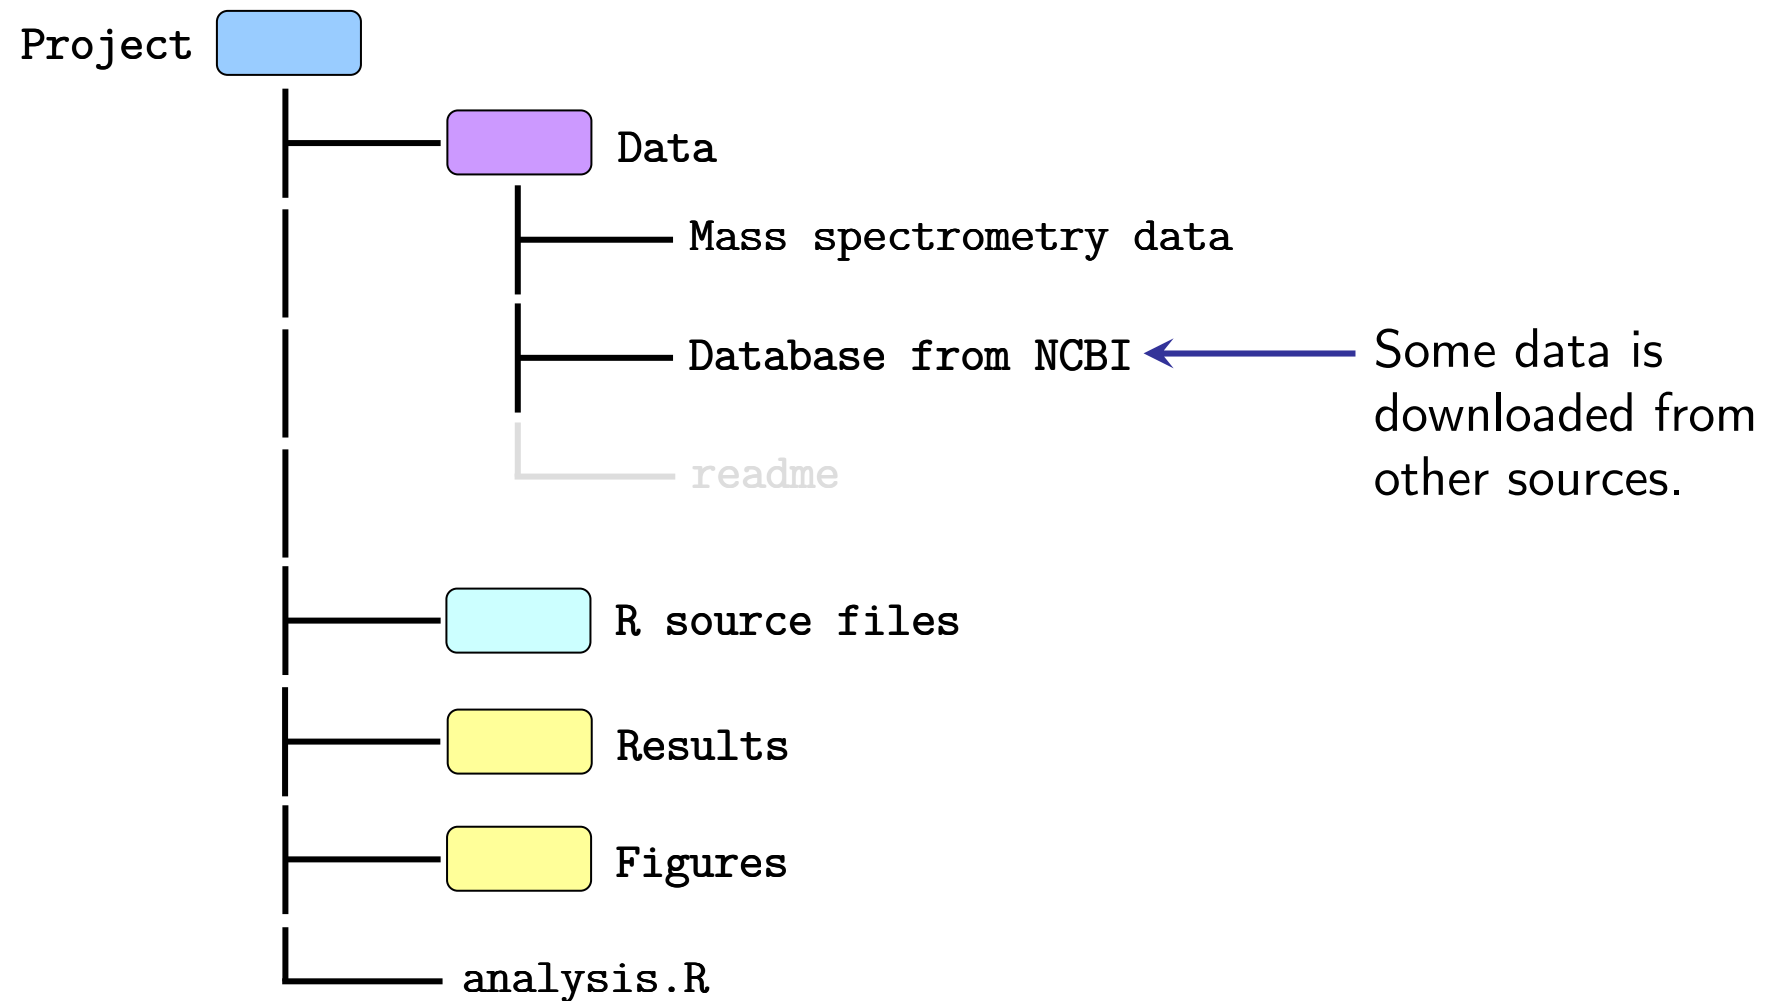 Project
Data
Mass spectrometry data
Database from NCBI
Some data is
downloaded from
other sources.
readme
R source files
Results
Figures
analysis.R